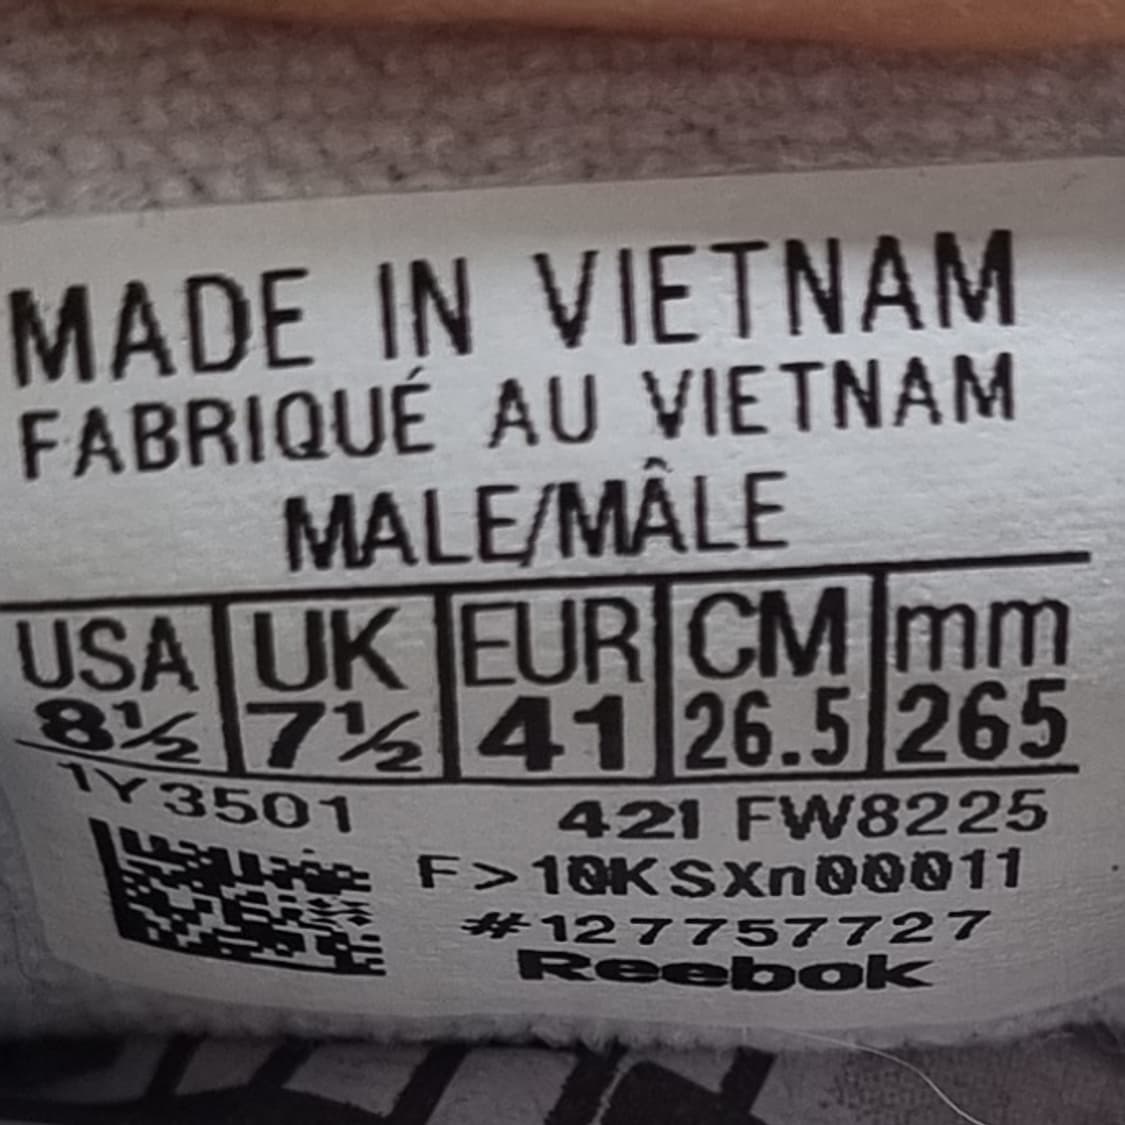 MADE IN VIETNAM
FABRIQUÉ AU VIETNAM
MALE/MÂLE
USA UK EUR CM mm
8½ 7½ 41 26.5 265
1Y3501 421 FW8225
F>10KSXn00011
#127757727
Reebok